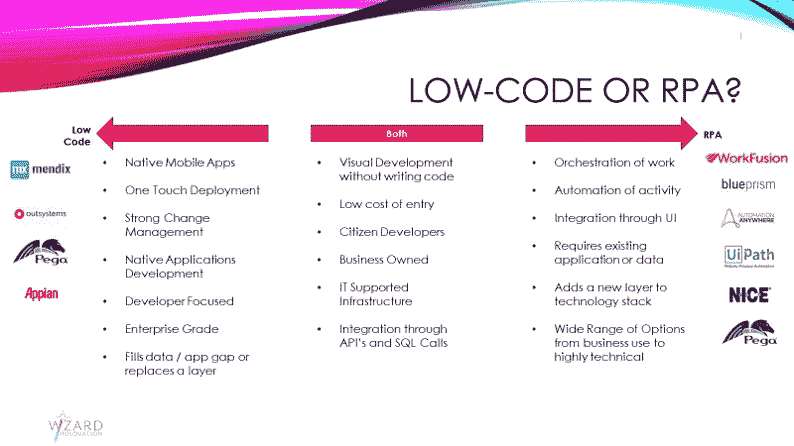 LOW-CODE OR RPA?
Low
Code
Both
RPA
mx mendix
outsystems
Pega
Appian
Native Mobile Apps
One Touch Deployment
Strong Change
Management
Native Applications
Development
Developer Focused
Enterprise Grade
Fills data / app gap or
replaces a layer
Visual Development
without writing code
Low cost of entry
Citizen Developers
Business Owned
IT Supported
Infrastructure
Integration through
API's and SQL Calls
Orchestration of work
Automation of activity
Integration through UI
Requires existing
application or data
Adds a new layer to
technology stack
Wide Range of Options
from business use to
highly technical
WorkFusion
blueprism
AUTOMATION
ANYWHERE
UiPath
Robotic Process Automation
NICE
Pega
WIZARD
INNOVATION